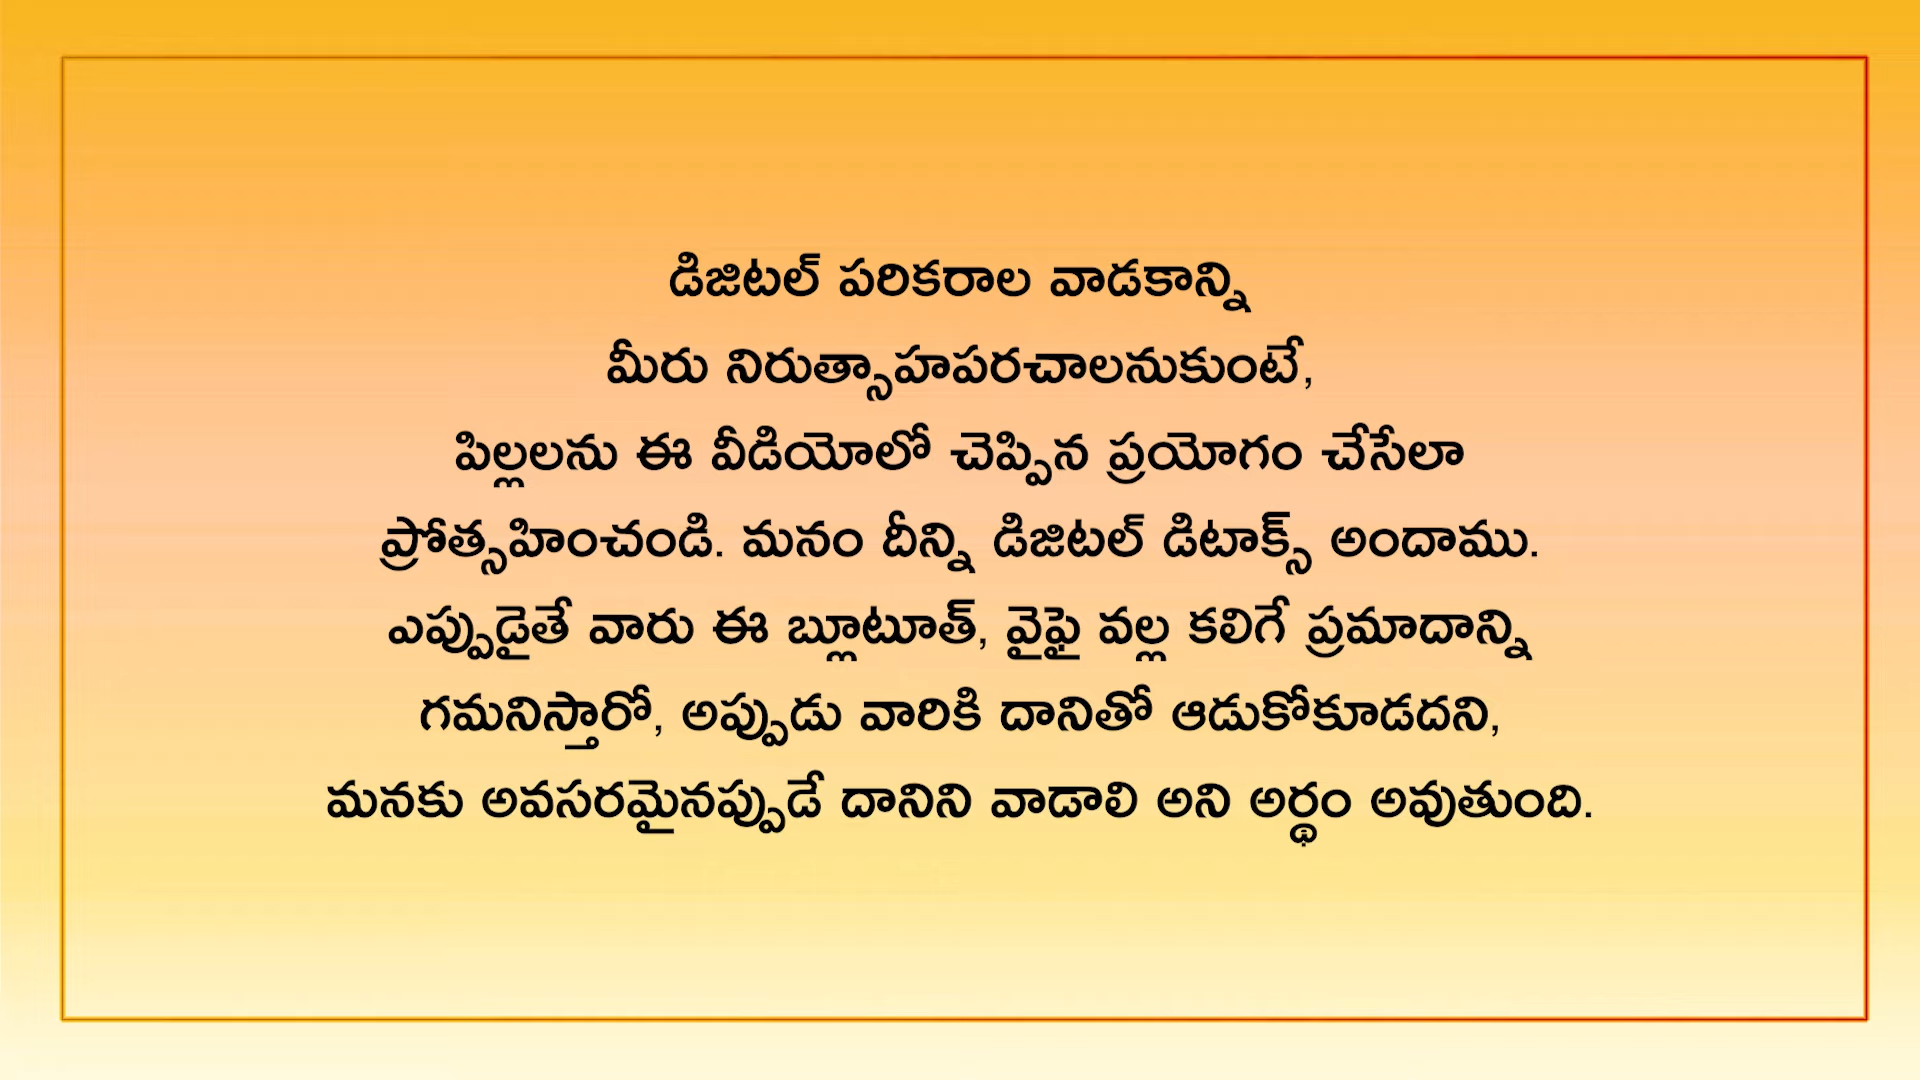 డిజిటల్ పరికరాల వాడకాన్ని
మీరు నిరుత్సాహపరచాలనుకుంటే,
పిల్లలను ఈ వీడియోలో చెప్పిన ప్రయోగం చేసేలా
ప్రోత్సహించండి. మనం దీన్ని డిజిటల్ డిటాక్స్ అందాము.
ఎప్పుడైతే వారు ఈ బ్లూటూత్, వైఫై వల్ల కలిగే ప్రమాదాన్ని
గమనిస్తారో, అప్పుడు వారికి దానితో ఆడుకోకూడదని,
మనకు అవసరమైనప్పుడే దానిని వాడాలి అని అర్థం అవుతుంది.